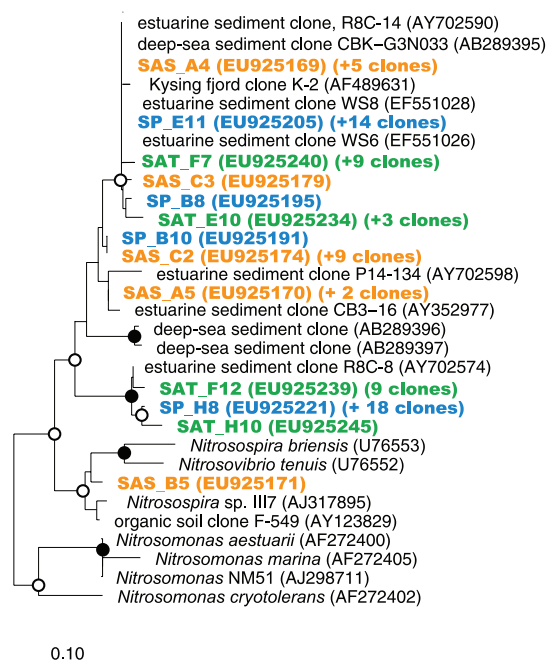 estuarine sediment clone, R8C-14 (AY702590)
deep-sea sediment clone CBK–G3N033 (AB289395)
SAS_A4 (EU925169) (+5 clones)
Kysing fjord clone K-2 (AF489631)
estuarine sediment clone WS8 (EF551028)
SP_E11 (EU925205) (+14 clones)
estuarine sediment clone WS6 (EF551026)
SAT_F7 (EU925240) (+9 clones)
SAS_C3 (EU925179)
SP_B8 (EU925195)
SAT_E10 (EU925234) (+3 clones)
SP_B10 (EU925191)
SAS_C2 (EU925174) (+9 clones)
estuarine sediment clone P14-134 (AY702598)
SAS_A5 (EU925170) (+ 2 clones)
estuarine sediment clone CB3–16 (AY352977)
deep-sea sediment clone (AB289396)
deep-sea sediment clone (AB289397)
estuarine sediment clone R8C-8 (AY702574)
SAT_F12 (EU925239) (9 clones)
SP_H8 (EU925221) (+ 18 clones)
SAT_H10 (EU925245)
Nitrosospira briensis (U76553)
Nitrosovibrio tenuis (U76552)
SAS_B5 (EU925171)
Nitrosospira sp. III7 (AJ317895)
organic soil clone F-549 (AY123829)
Nitrosomonas aestuarii (AF272400)
Nitrosomonas marina (AF272405)
Nitrosomonas NM51 (AJ298711)
Nitrosomonas cryotolerans (AF272402)
0.10